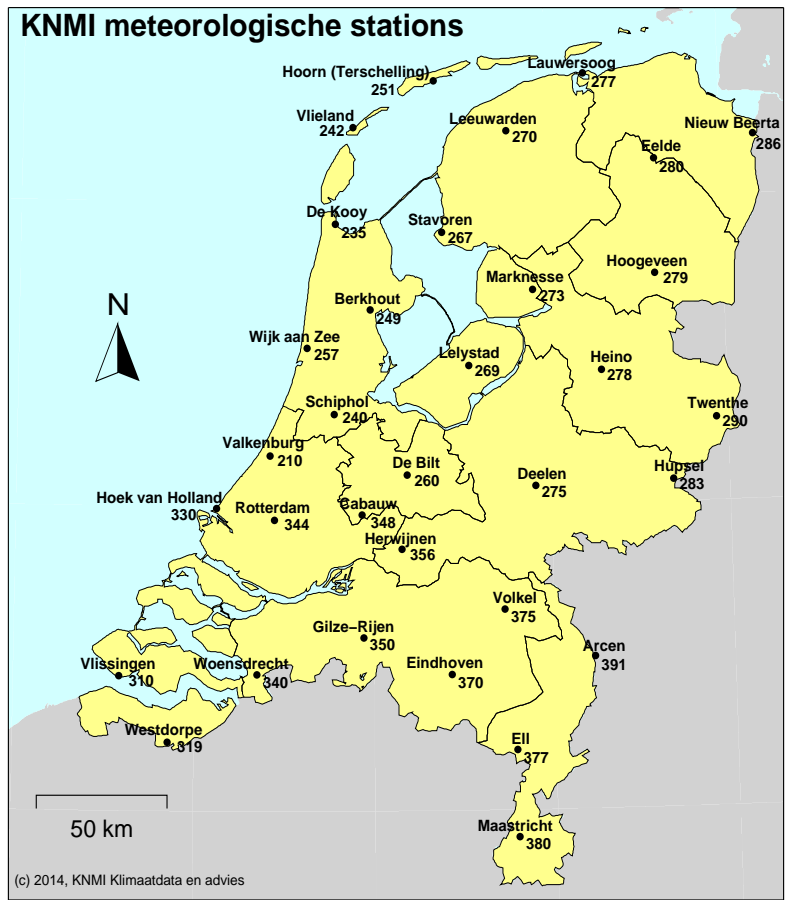 KNMI meteorologische stations
Lauwersoog
277
Hoorn (Terschelling)
251
Vlieland
242
Leeuwarden
270
Nieuw Beerta
286
Eelde
280
De Kooy
235
Stavoren
267
Hoogeveen
279
Marknesse
273
Berkhout
249
N
Wijk aan Zee
257
Lelystad
269
Heino
278
Twenthe
290
Schiphol
240
Valkenburg
210
De Bilt
260
Deelen
275
Hupsel
283
Hoek van Holland
330
Rotterdam
344
Cabauw
348
Herwijnen
356
Volkel
375
Gilze–Rijen
350
Arcen
391
Vlissingen
310
Woensdrecht
340
Eindhoven
370
Westdorpe
319
Ell
377
50 km
Maastricht
380
(c) 2014, KNMI Klimaatdata en advies